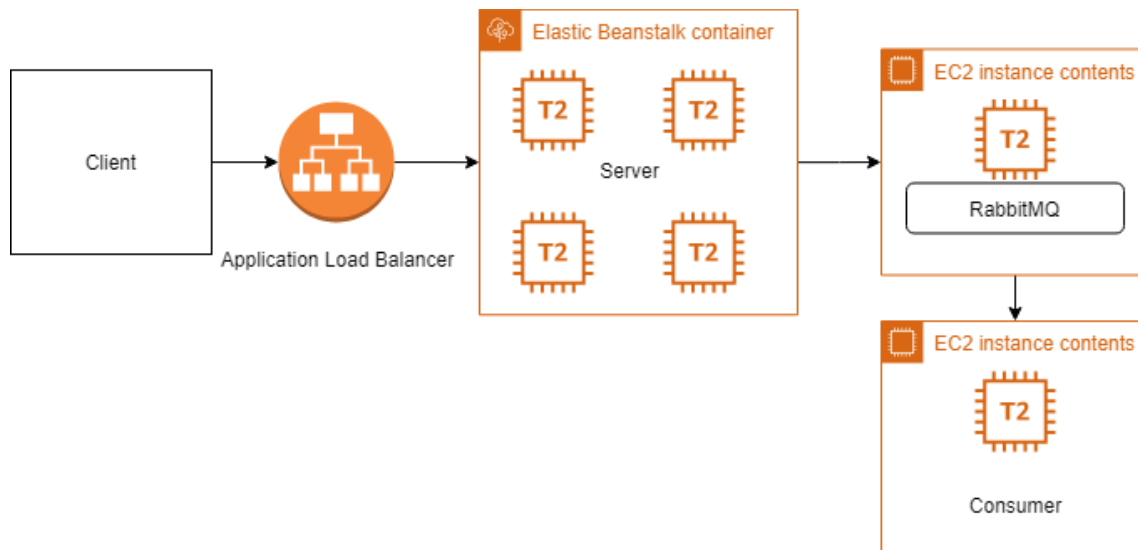 Elastic Beanstalk container
EC2 instance contents
T2
T2
T2
Client
Server
RabbitMQ
T2
T2
Application Load Balancer
EC2 instance contents
T2
Consumer